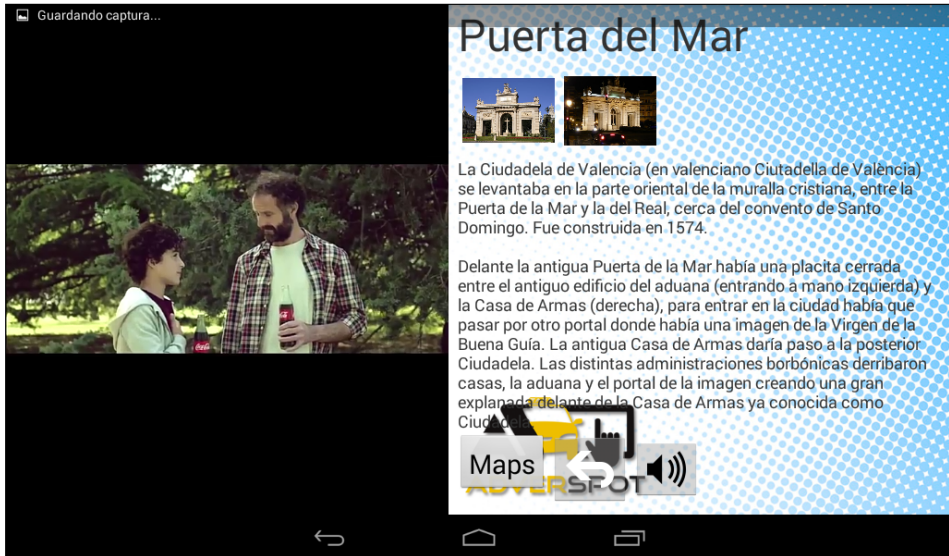 Guardando captura...
Puerta del Mar
La Ciudadela de Valencia (en valenciano Ciutadella de València)
se levantaba en la parte oriental de la muralla cristiana, entre la
Puerta de la Mar y la del Real, cerca del convento de Santo
Domingo. Fue construida en 1574.
Delante la antigua Puerta de la Mar había una placita cerrada
entre el antiguo edificio del aduana (entrando a mano izquierda) y
la Casa de Armas (derecha), para entrar en la ciudad había que
pasar por otro portal donde había una imagen de la Virgen de la
Buena Guía. La antigua Casa de Armas daría paso a la posterior
Ciudadela. Las distintas administraciones borbónicas derribaron
casas, la aduana y el portal de la imagen creando una gran
explanada delante de la Casa de Armas ya conocida como
Ciudadela.
Maps
ADVERSPOT
Coca-Cola